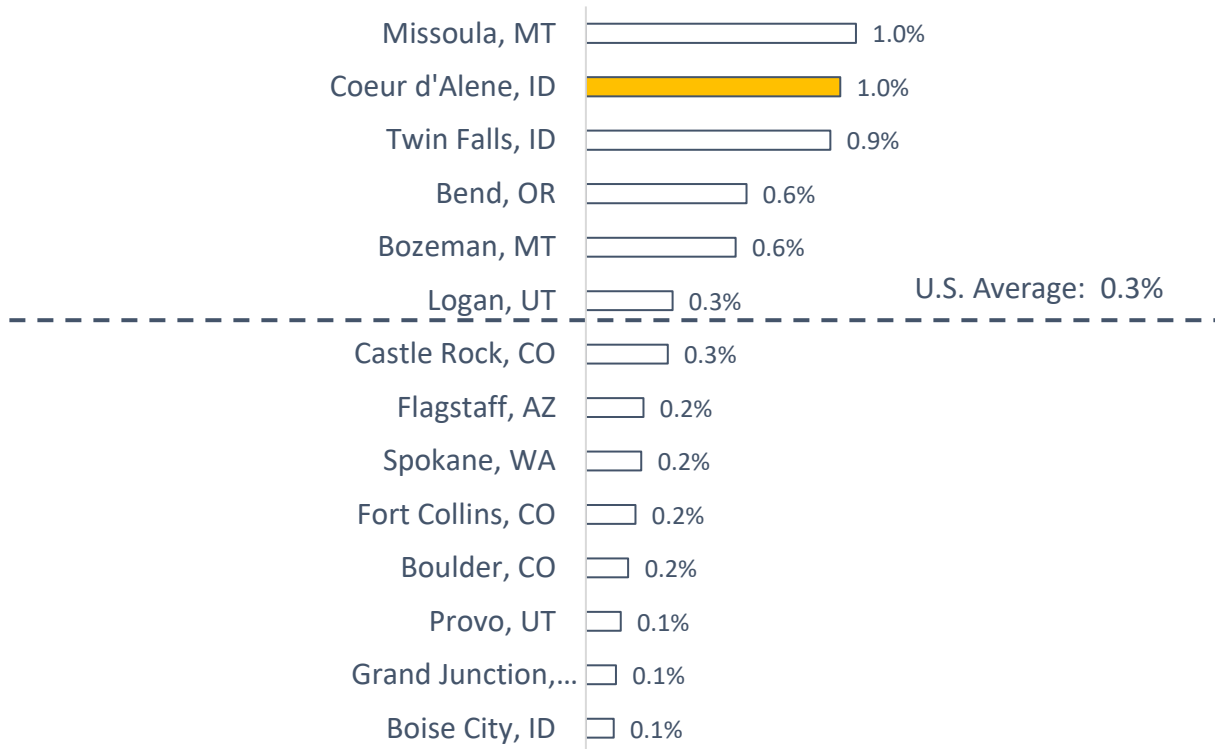 Missoula, MT 1.0%
Coeur d'Alene, ID 1.0%
Twin Falls, ID 0.9%
Bend, OR 0.6%
Bozeman, MT 0.6%
U.S. Average: 0.3%
Logan, UT 0.3%
Castle Rock, CO 0.3%
Flagstaff, AZ 0.2%
Spokane, WA 0.2%
Fort Collins, CO 0.2%
Boulder, CO 0.2%
Provo, UT 0.1%
Grand Junction,... 0.1%
Boise City, ID 0.1%